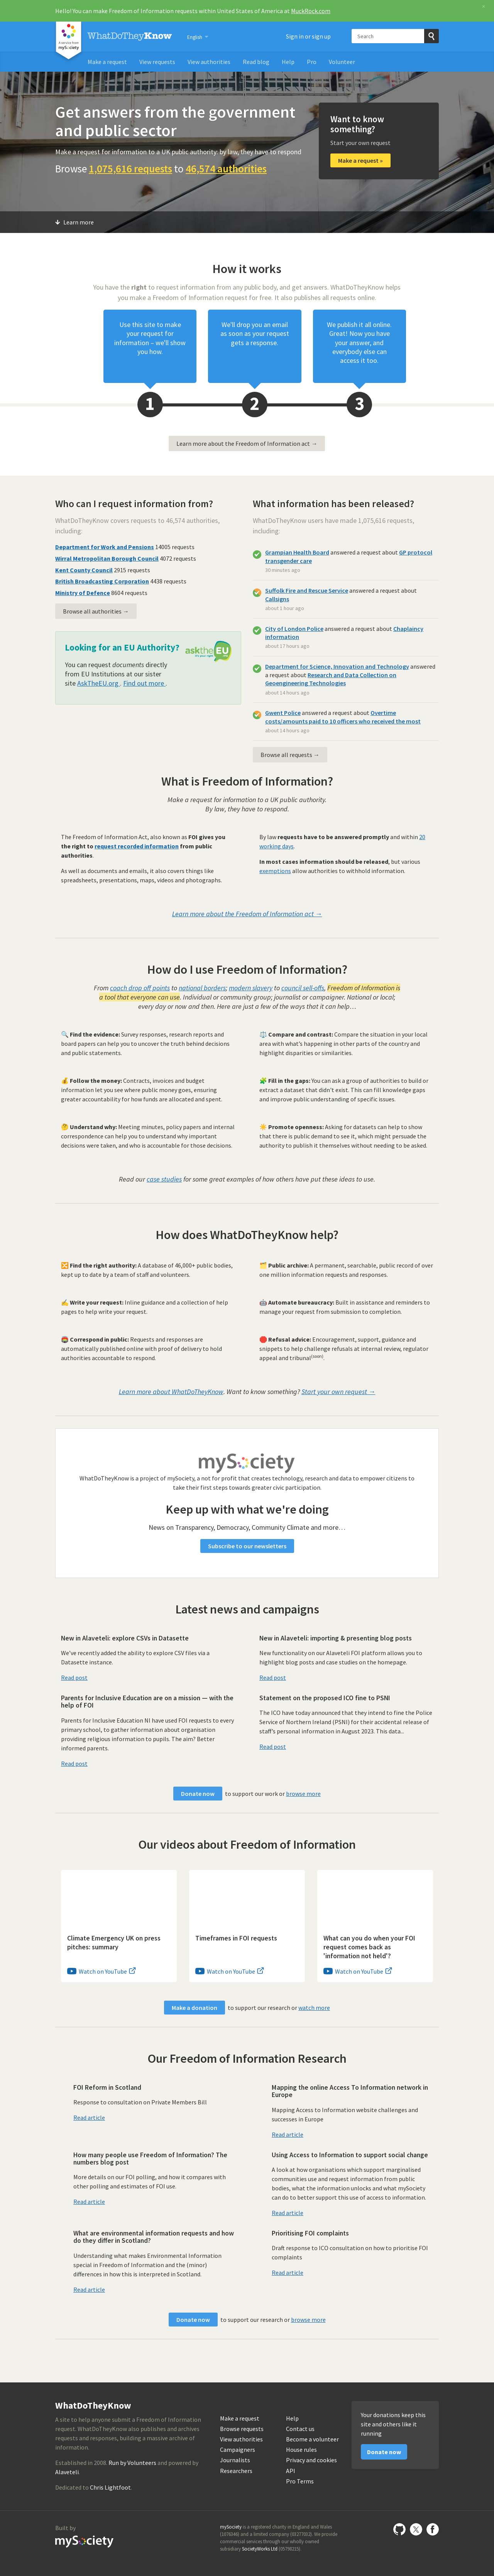 Hello! You can make Freedom of Information requests within United States of America at MuckRock.com
×
A service from
mySociety
WhatDoTheyKnow
English
Sign in or sign up
Search
Make a request
View requests
View authorities
Read blog
Help
Pro
Volunteer
Get answers from the government
and public sector
Make a request for information to a UK public authority: by law, they have to respond
Browse 1,075,616 requests to 46,574 authorities
Want to know
something?
Start your own request
Make a request »
Learn more
How it works
You have the right to request information from any public body, and get answers. WhatDoTheyKnow helps
you make a Freedom of Information request for free. It also publishes all requests online.
Use this site to make
your request for
information – we'll show
you how.
We'll drop you an email
as soon as your request
gets a response.
We publish it all online.
Great! Now you have
your answer, and
everybody else can
access it too.
1
2
3
Learn more about the Freedom of Information act →
Who can I request information from?
WhatDoTheyKnow covers requests to 46,574 authorities,
including:
Department for Work and Pensions 14005 requests
Wirral Metropolitan Borough Council 4072 requests
Kent County Council 2915 requests
British Broadcasting Corporation 4438 requests
Ministry of Defence 8604 requests
Browse all authorities →
Looking for an EU Authority?
asktheEU
You can request documents directly
from EU Institutions at our sister
site AskTheEU.org . Find out more .
What information has been released?
WhatDoTheyKnow users have made 1,075,616 requests,
including:
Grampian Health Board answered a request about GP protocol
transgender care
30 minutes ago
Suffolk Fire and Rescue Service answered a request about
Callsigns
about 1 hour ago
City of London Police answered a request about Chaplaincy
information
about 17 hours ago
Department for Science, Innovation and Technology answered
a request about Research and Data Collection on
Geoengineering Technologies
about 14 hours ago
Gwent Police answered a request about Overtime
costs/amounts paid to 10 officers who received the most
about 14 hours ago
Browse all requests →
What is Freedom of Information?
Make a request for information to a UK public authority.
By law, they have to respond.
The Freedom of Information Act, also known as FOI gives you
the right to request recorded information from public
authorities.
As well as documents and emails, it also covers things like
spreadsheets, presentations, maps, videos and photographs.
By law requests have to be answered promptly and within 20
working days.
In most cases information should be released, but various
exemptions allow authorities to withhold information.
Learn more about the Freedom of Information act →
How do I use Freedom of Information?
From coach drop off points to national borders; modern slavery to council sell-offs, Freedom of Information is
a tool that everyone can use. Individual or community group; journalist or campaigner. National or local;
every day or now and then. Here are just a few of the ways that it can help…
🔍 Find the evidence: Survey responses, research reports and
board papers can help you to uncover the truth behind decisions
and public statements.
⚖️ Compare and contrast: Compare the situation in your local
area with what's happening in other parts of the country and
highlight disparities or similarities.
💰 Follow the money: Contracts, invoices and budget
information let you see where public money goes, ensuring
greater accountability for how funds are allocated and spent.
🧩 Fill in the gaps: You can ask a group of authorities to build or
extract a dataset that didn't exist. This can fill knowledge gaps
and improve public understanding of specific issues.
🤔 Understand why: Meeting minutes, policy papers and internal
correspondence can help you to understand why important
decisions were taken, and who is accountable for those decisions.
☀️ Promote openness: Asking for datasets can help to show
that there is public demand to see it, which might persuade the
authority to publish it themselves without needing to be asked.
Read our case studies for some great examples of how others have put these ideas to use.
How does WhatDoTheyKnow help?
🔀 Find the right authority: A database of 46,000+ public bodies,
kept up to date by a team of staff and volunteers.
🗂️ Public archive: A permanent, searchable, public record of over
one million information requests and responses.
✍️ Write your request: Inline guidance and a collection of help
pages to help write your request.
🤖 Automate bureaucracy: Built in assistance and reminders to
manage your request from submission to completion.
📮 Correspond in public: Requests and responses are
automatically published online with proof of delivery to hold
authorities accountable to respond.
🛑 Refusal advice: Encouragement, support, guidance and
snippets to help challenge refusals at internal review, regulator
appeal and tribunal
Learn more about WhatDoTheyKnow. Want to know something? Start your own request →
mySociety
WhatDoTheyKnow is a project of mySociety, a not for profit that creates technology, research and data to empower citizens to
take their first steps towards greater civic participation.
Keep up with what we're doing
News on Transparency, Democracy, Community Climate and more…
Subscribe to our newsletters
Latest news and campaigns
New in Alaveteli: explore CSVs in Datasette
We've recently added the ability to explore CSV files via a
Datasette instance.
Read post
New in Alaveteli: importing & presenting blog posts
New functionality on our Alaveteli FOI platform allows you to
highlight blog posts and case studies on the homepage.
Read post
Parents for Inclusive Education are on a mission — with the
help of FOI
Parents for Inclusive Education NI have used FOI requests to every
primary school, to gather information about organisation
providing religious information to pupils. The aim? Better
informed parents.
Read post
Statement on the proposed ICO fine to PSNI
The ICO have today announced that they intend to fine the Police
Service of Northern Ireland (PSNI) for their accidental release of
staff's personal information in August 2023. This data...
Read post
Donate now to support our work or browse more
Our videos about Freedom of Information
Climate Emergency UK on press
pitches: summary
Watch on YouTube
Timeframes in FOI requests
Watch on YouTube
What can you do when your FOI
request comes back as
'information not held'?
Watch on YouTube
Make a donation to support our research or watch more
Our Freedom of Information Research
FOI Reform in Scotland
Response to consultation on Private Members Bill
Read article
Mapping the online Access To Information network in
Europe
Mapping Access to Information website challenges and
successes in Europe
Read article
How many people use Freedom of Information? The
numbers blog post
More details on our FOI polling, and how it compares with
other polling and estimates of FOI use.
Read article
Using Access to Information to support social change
A look at how organisations which support marginalised
communities use and request information from public
bodies, what the information unlocks and what mySociety
can do to better support this use of access to information.
Read article
What are environmental information requests and how
do they differ in Scotland?
Understanding what makes Environmental Information
special in Freedom of Information and the (minor)
differences in how this is interpreted in Scotland.
Read article
Prioritising FOI complaints
Draft response to ICO consultation on how to prioritise FOI
complaints
Read article
Donate now to support our research or browse more
WhatDoTheyKnow
A site to help anyone submit a Freedom of Information
request. WhatDoTheyKnow also publishes and archives
requests and responses, building a massive archive of
information.
Established in 2008. Run by Volunteers and powered by
Alaveteli.
Dedicated to Chris Lightfoot.
Make a request
Browse requests
View authorities
Campaigners
Journalists
Researchers
Help
Contact us
Become a volunteer
House rules
Privacy and cookies
API
Pro Terms
Your donations keep this
site and others like it
running
Donate now
Built by
mySociety
mySociety is a registered charity in England and Wales
(1076346) and a limited company (03277032). We provide
commercial services through our wholly owned
subsidiary SocietyWorks Ltd (05798215).